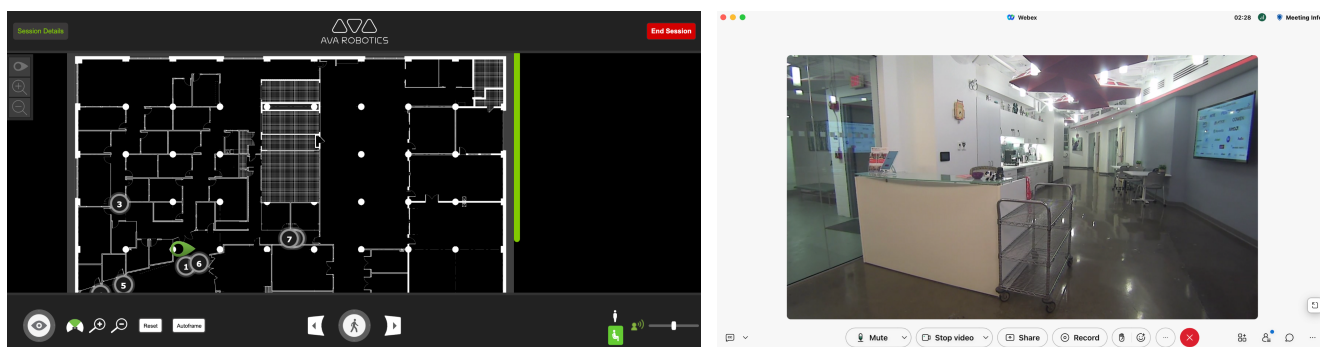 Session Details
AVA ROBOTICS
End Session
3
7
1
6
5
Reset
Autoframe
Webex
02:28
Meeting Info
Mute
Stop video
Share
Record